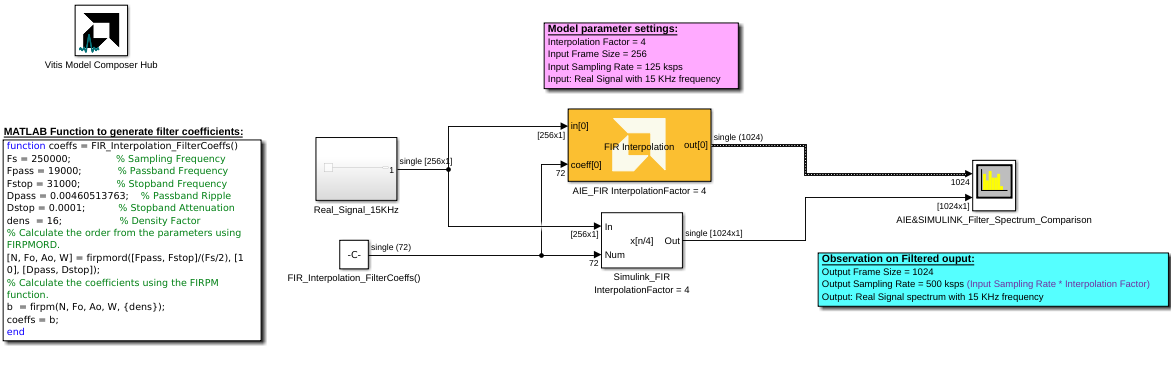 Vitis Model Composer Hub
Model parameter settings:
Interpolation Factor = 4
Input Frame Size = 256
Input Sampling Rate = 125 ksps
Input: Real Signal with 15 KHz frequency
MATLAB Function to generate filter coefficients:
function coeffs = FIR_Interpolation_FilterCoeffs()
Fs = 250000; % Sampling Frequency
Fpass = 19000; % Passband Frequency
Fstop = 31000; % Stopband Frequency
Dpass = 0.00460513763; % Passband Ripple
Dstop = 0.0001; % Stopband Attenuation
dens = 16; % Density Factor
% Calculate the order from the parameters using
FIRPMORD.
[N, Fo, Ao, W] = firpmord([Fpass, Fstop]/(Fs/2), [1
0], [Dpass, Dstop]);
% Calculate the coefficients using the FIRPM
function.
b = firpm(N, Fo, Ao, W, {dens});
coeffs = b;
end
1
single [256x1]
Real_Signal_15KHz
-C-
single (72)
FIR_Interpolation_FilterCoeffs()
[256x1]
72
in[0]
coeff[0]
FIR Interpolation
out[0]
single (1024)
AIE_FIR InterpolationFactor = 4
[256x1]
72
In
Num
x[n/4]
Out
single [1024x1]
Simulink_FIR
InterpolationFactor = 4
1024
[1024x1]
AIE&SIMULINK_Filter_Spectrum_Comparison
Observation on Filtered ouput:
Output Frame Size = 1024
Output Sampling Rate = 500 ksps (Input Sampling Rate * Interpolation Factor)
Output: Real Signal spectrum with 15 KHz frequency